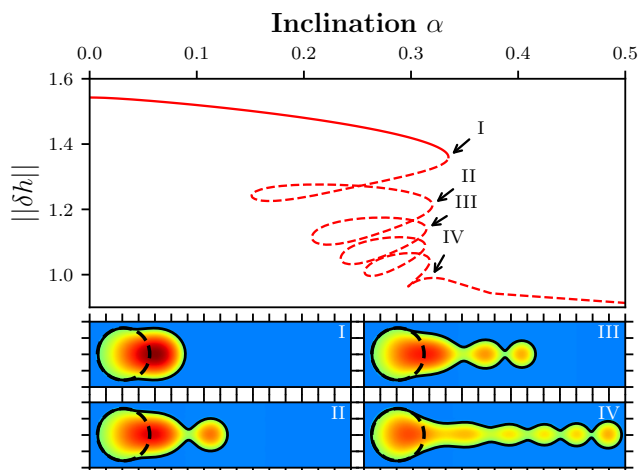 Inclination α
0.0 0.1 0.2 0.3 0.4 0.5
||δh||
1.6
1.4
1.2
1.0
I
II
III
IV
I
III
II
IV